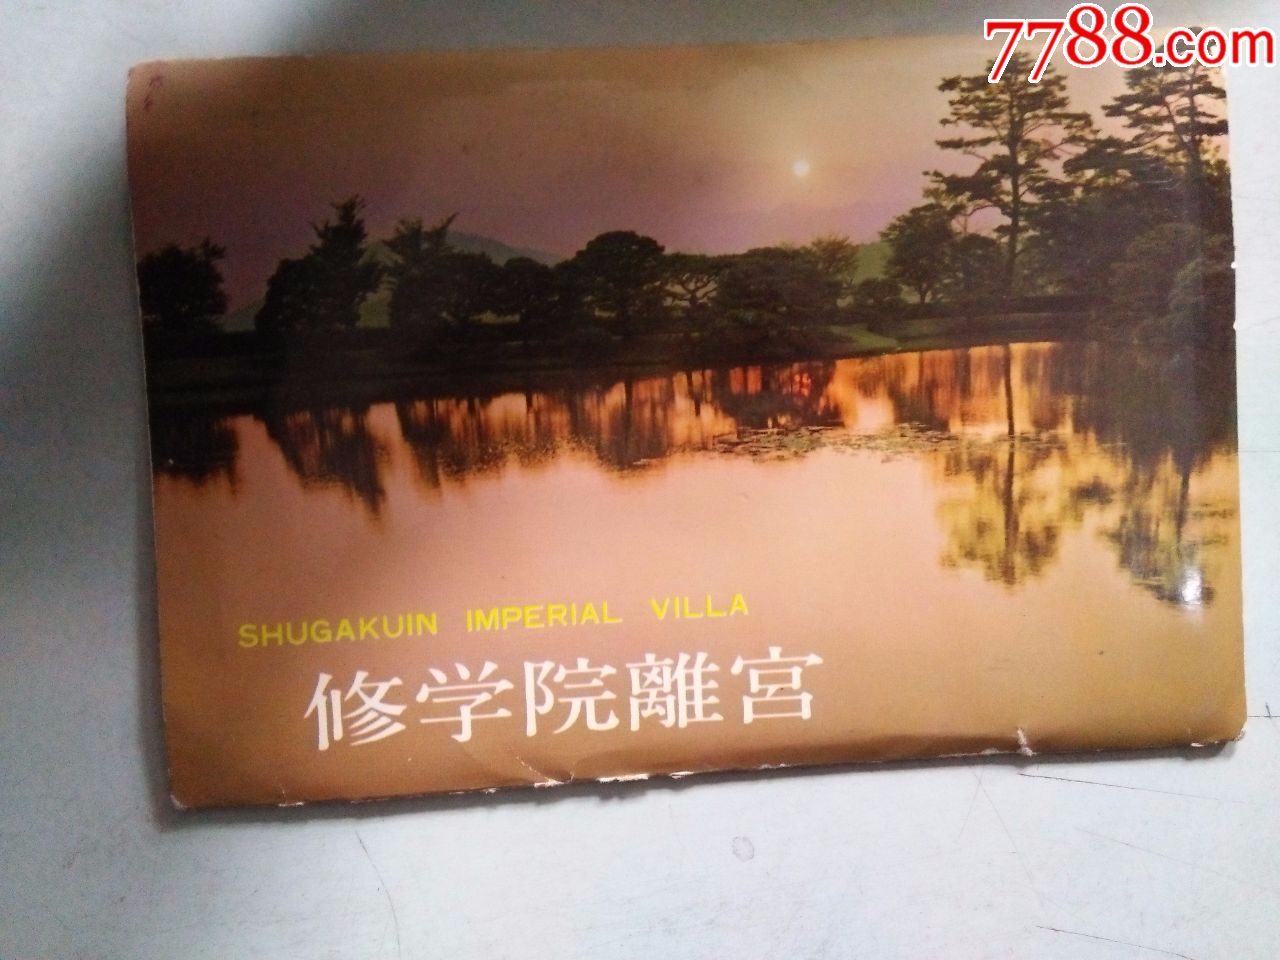 7788.com
SHUGAKUIN IMPERIAL VILLA
修学院離宮